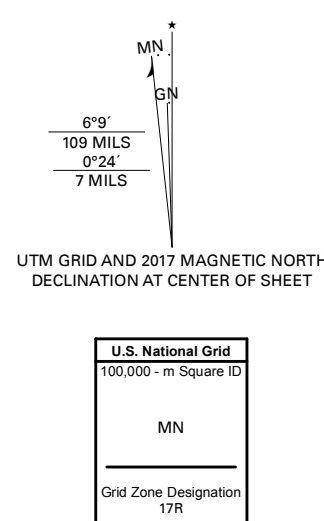 ★
MN
GN
6°9´
109 MILS
0°24´
7 MILS
UTM GRID AND 2017 MAGNETIC NORTH
DECLINATION AT CENTER OF SHEET
U.S. National Grid
100,000 - m Square ID
MN
Grid Zone Designation
17R